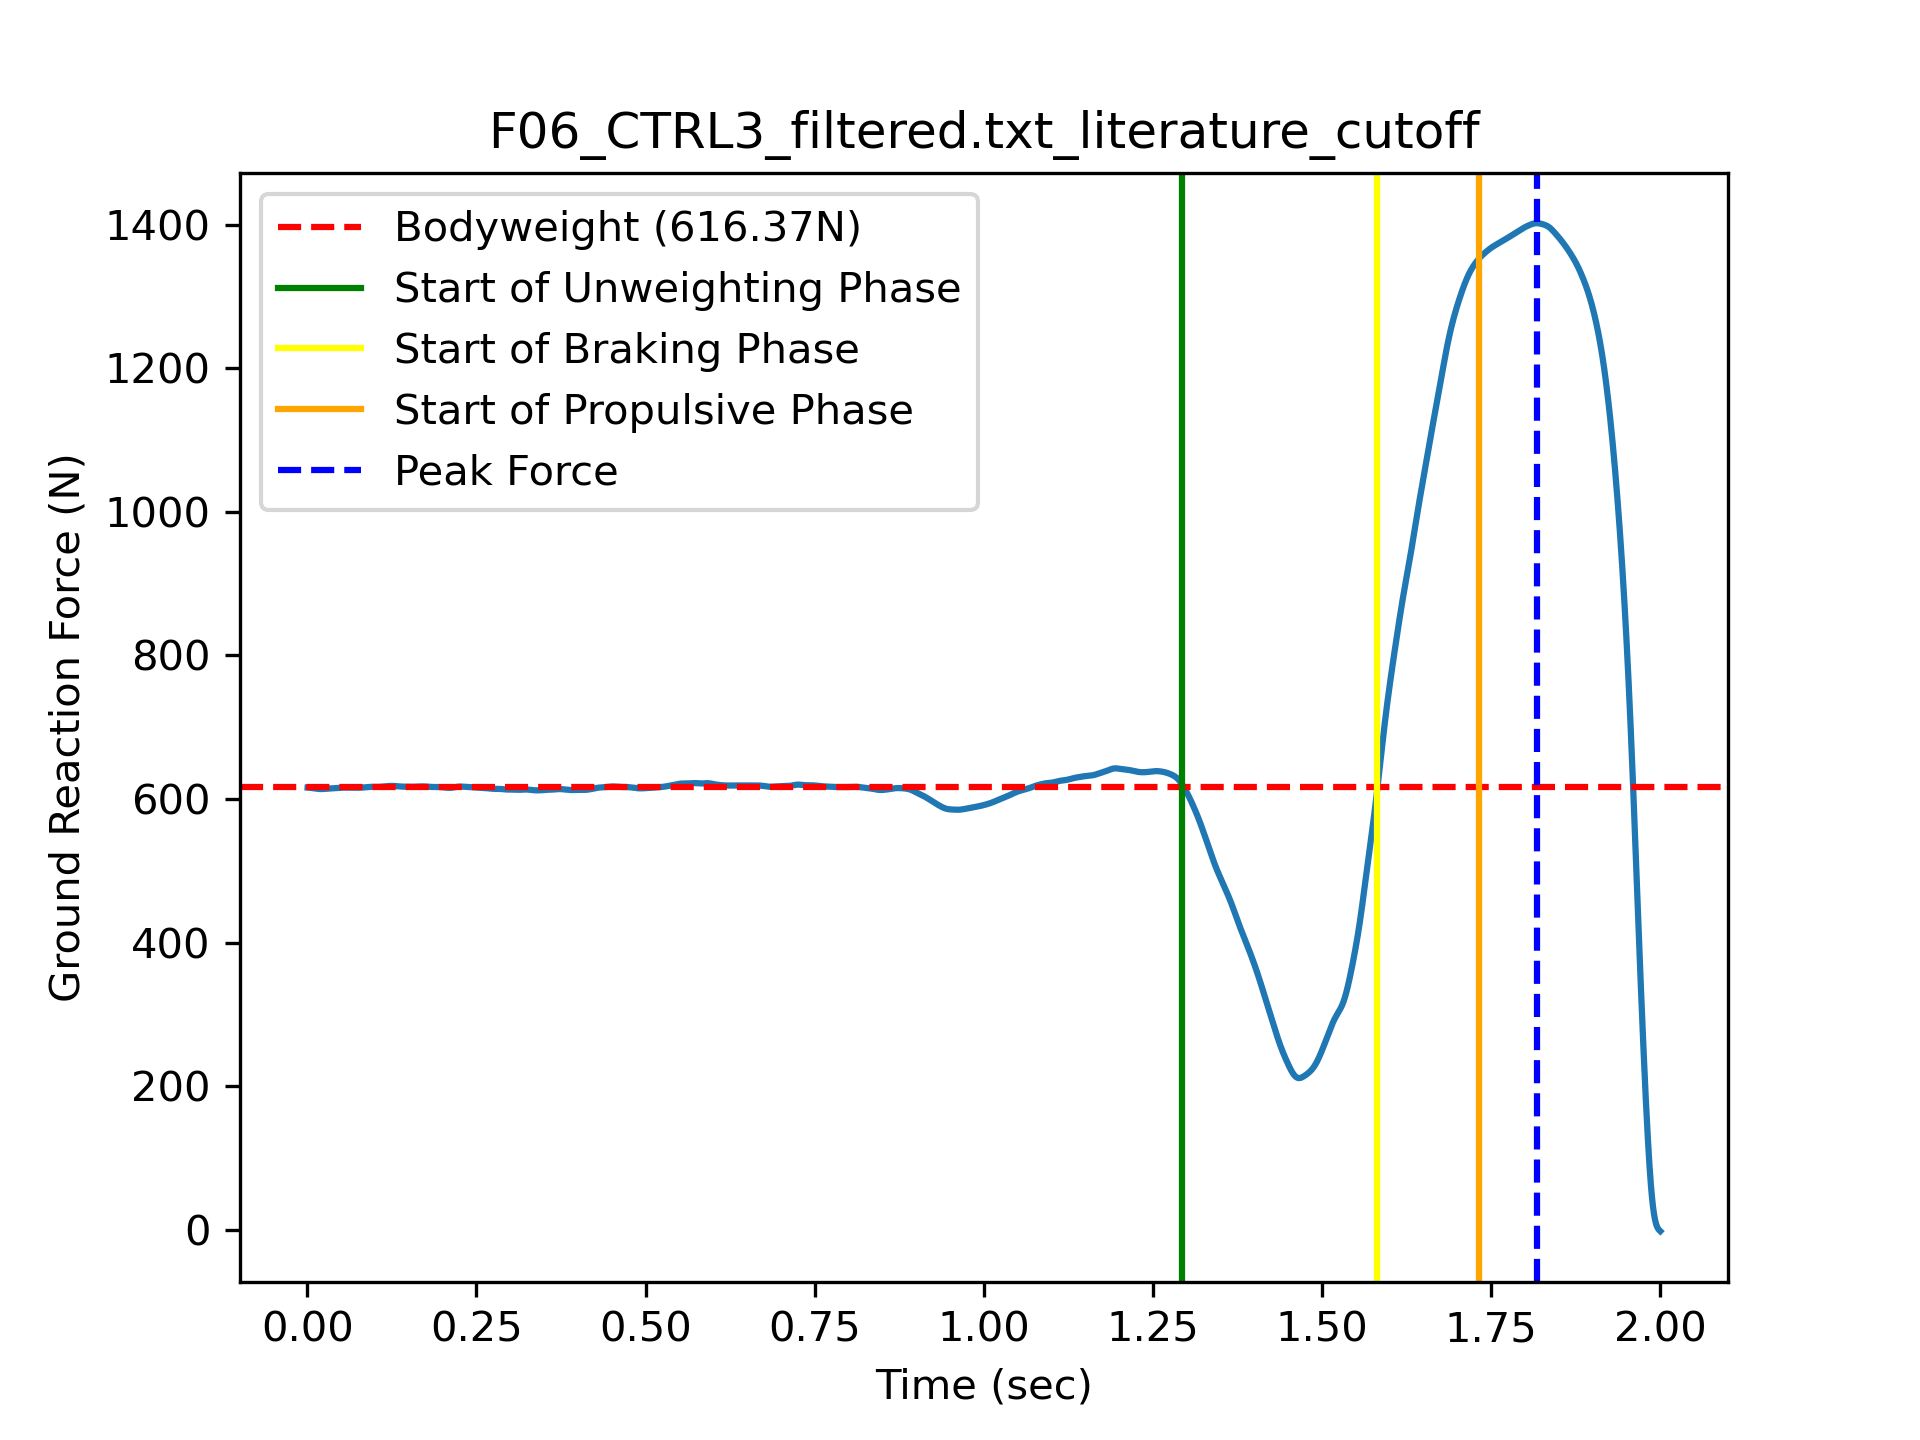 F06_CTRL3_filtered.txt_literature_cutoff
Bodyweight (616.37N)
Start of Unweighting Phase
Start of Braking Phase
Start of Propulsive Phase
Peak Force
Ground Reaction Force (N)
1400
1200
1000
800
600
400
200
0
0.00 0.25 0.50 0.75 1.00 1.25 1.50 1.75 2.00
Time (sec)